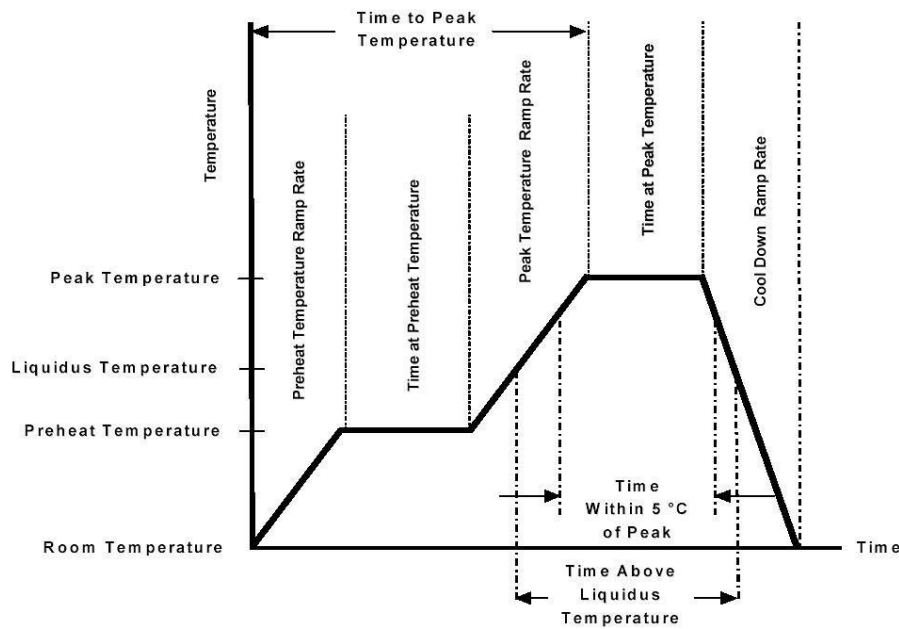 Time to Peak
Temperature
Temperature
Preheat Temperature Ramp Rate
Time at Preheat Temperature
Peak Temperature Ramp Rate
Time at Peak Temperature
Cool Down Ramp Rate
Peak Temperature
Liquidus Temperature
Preheat Temperature
Room Temperature
Time
Within 5 °C
of Peak
Time
Time Above
Liquidus
Temperature